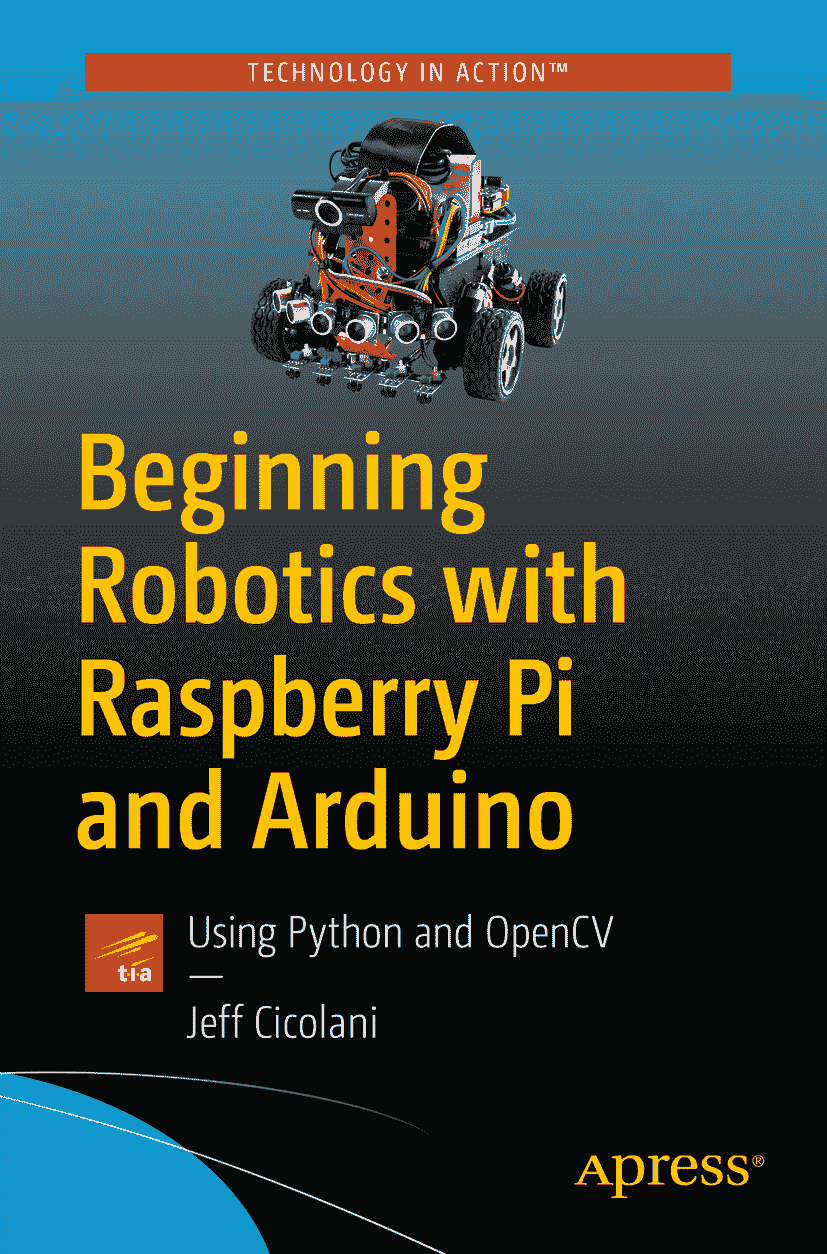 TECHNOLOGY IN ACTION™
Beginning
Robotics with
Raspberry Pi
and Arduino
Using Python and OpenCV
—
Jeff Cicolani
t·i·a
Apress®